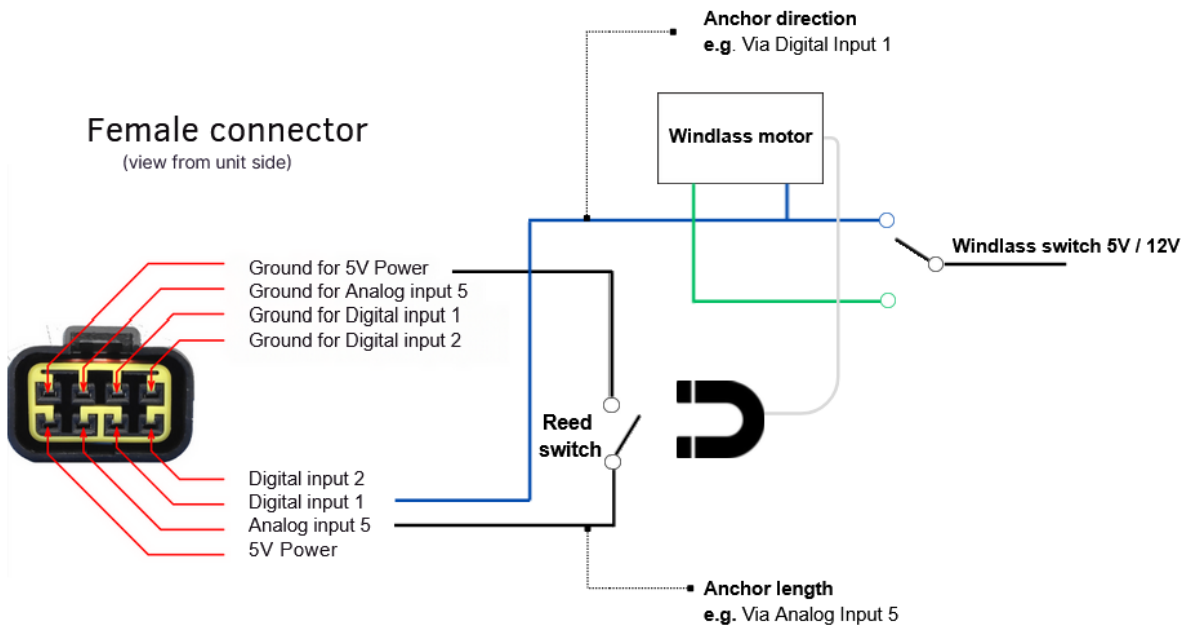 Anchor direction
e.g. Via Digital Input 1
Female connector
(view from unit side)
Windlass motor
Windlass switch 5V / 12V
Ground for 5V Power
Ground for Analog input 5
Ground for Digital input 1
Ground for Digital input 2
Reed
switch
Digital input 2
Digital input 1
Analog input 5
5V Power
Anchor length
e.g. Via Analog Input 5